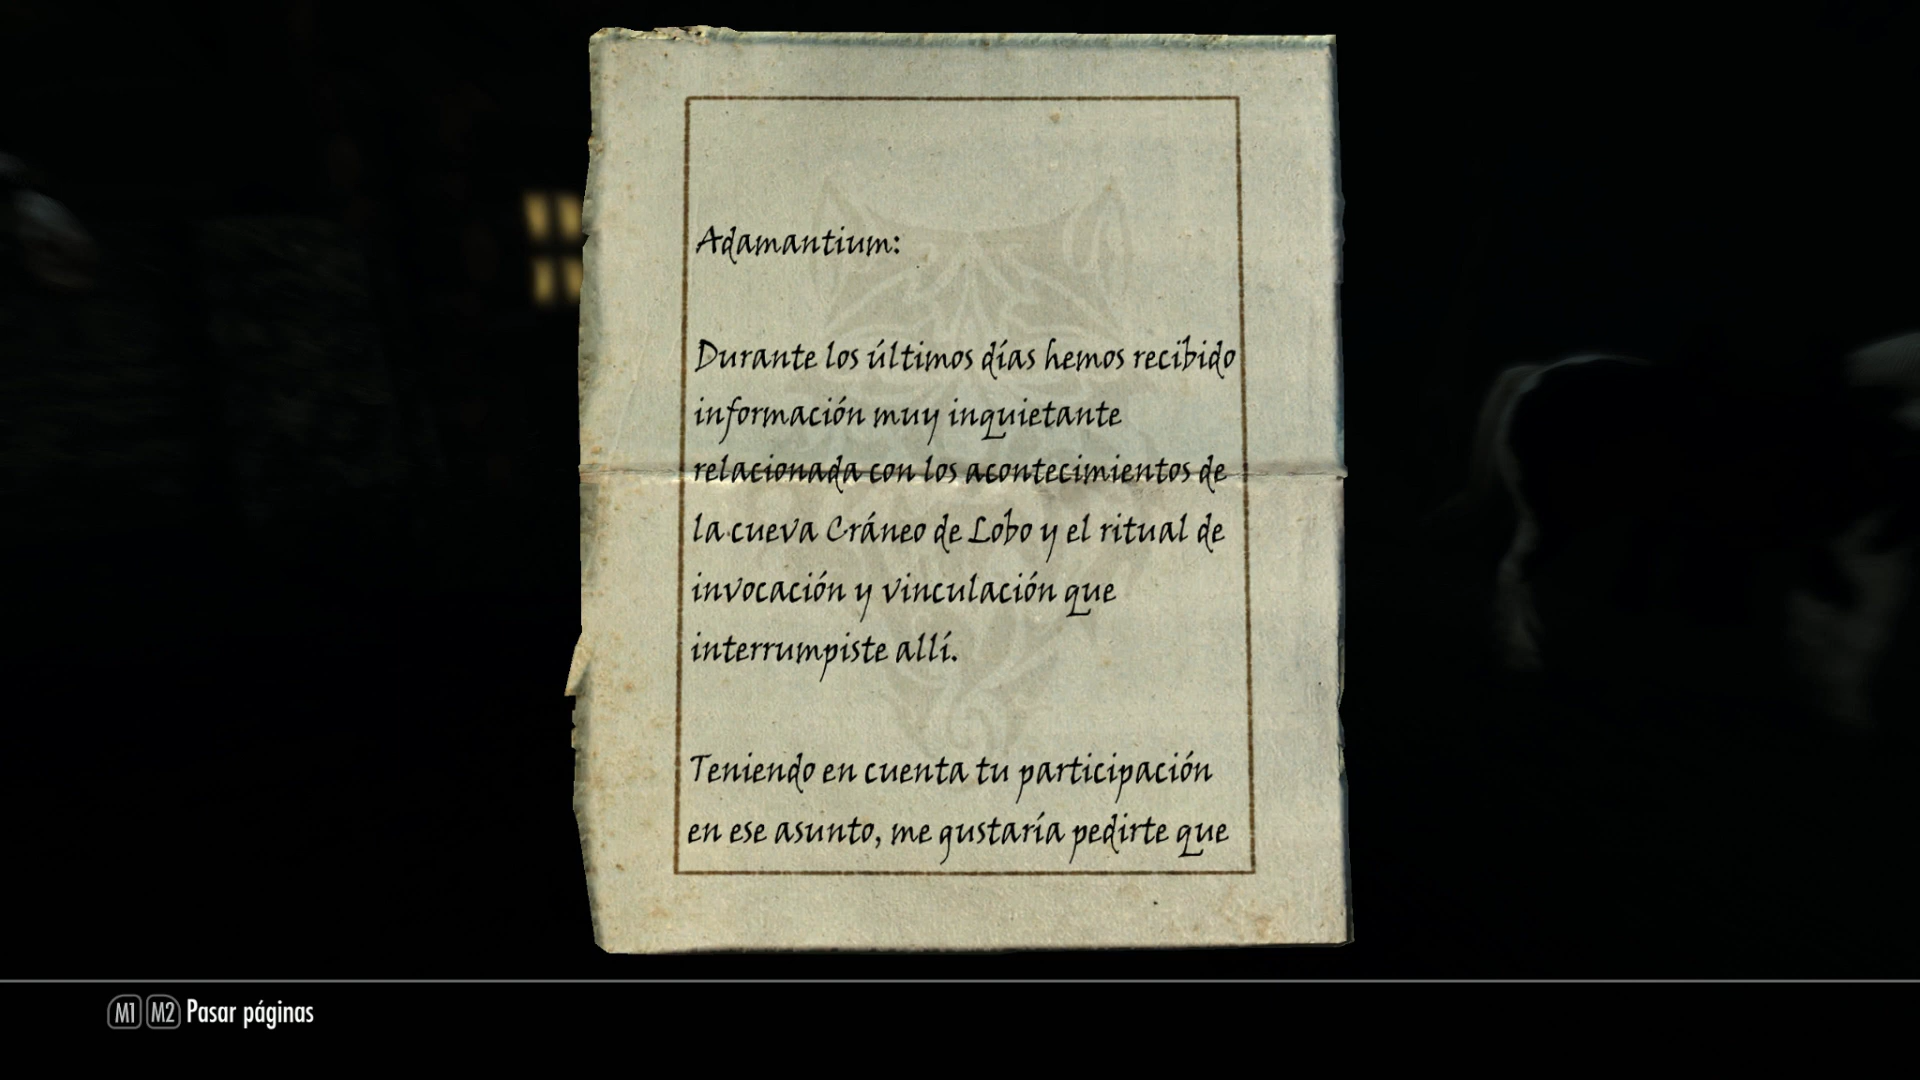 Adamantium:
Durante los últimos días hemos recibido
información muy inquietante
relacionada con los acontecimientos de
la cueva Cráneo de Lobo y el ritual de
invocación y vinculación que
interrumpiste allí.
Teniendo en cuenta tu participación
en ese asunto, me gustaría pedirte que
M1 M2 Pasar páginas